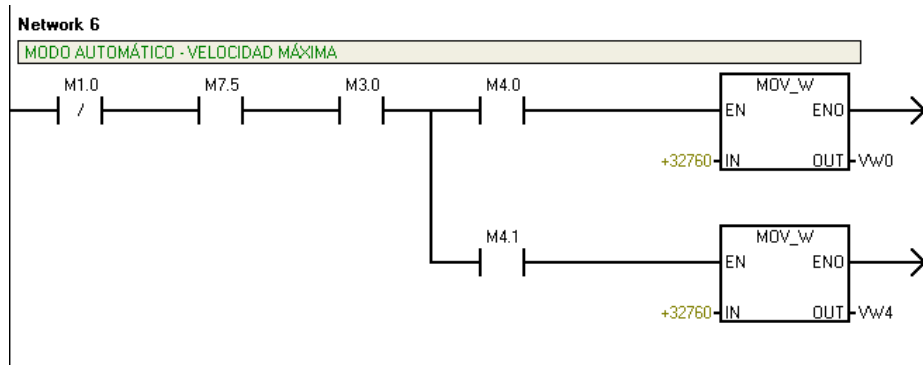 Network 6
MODO AUTOMÁTICO - VELOCIDAD MÁXIMA
M1.0 M7.5 M3.0 M4.0 MOV_W
/
EN ENO
+32760 IN OUT VW0
M4.1 MOV_W
EN ENO
+32760 IN OUT VW4